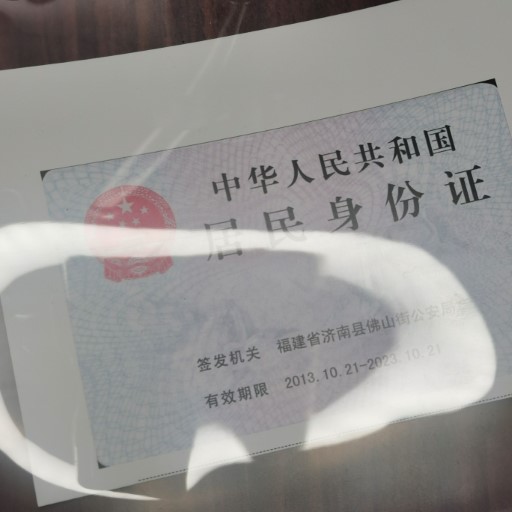 中华人民共和国
居民身份证
签发机关 福建省济南县佛山街公安局
有效期限 2013.10.21-2023.10.21